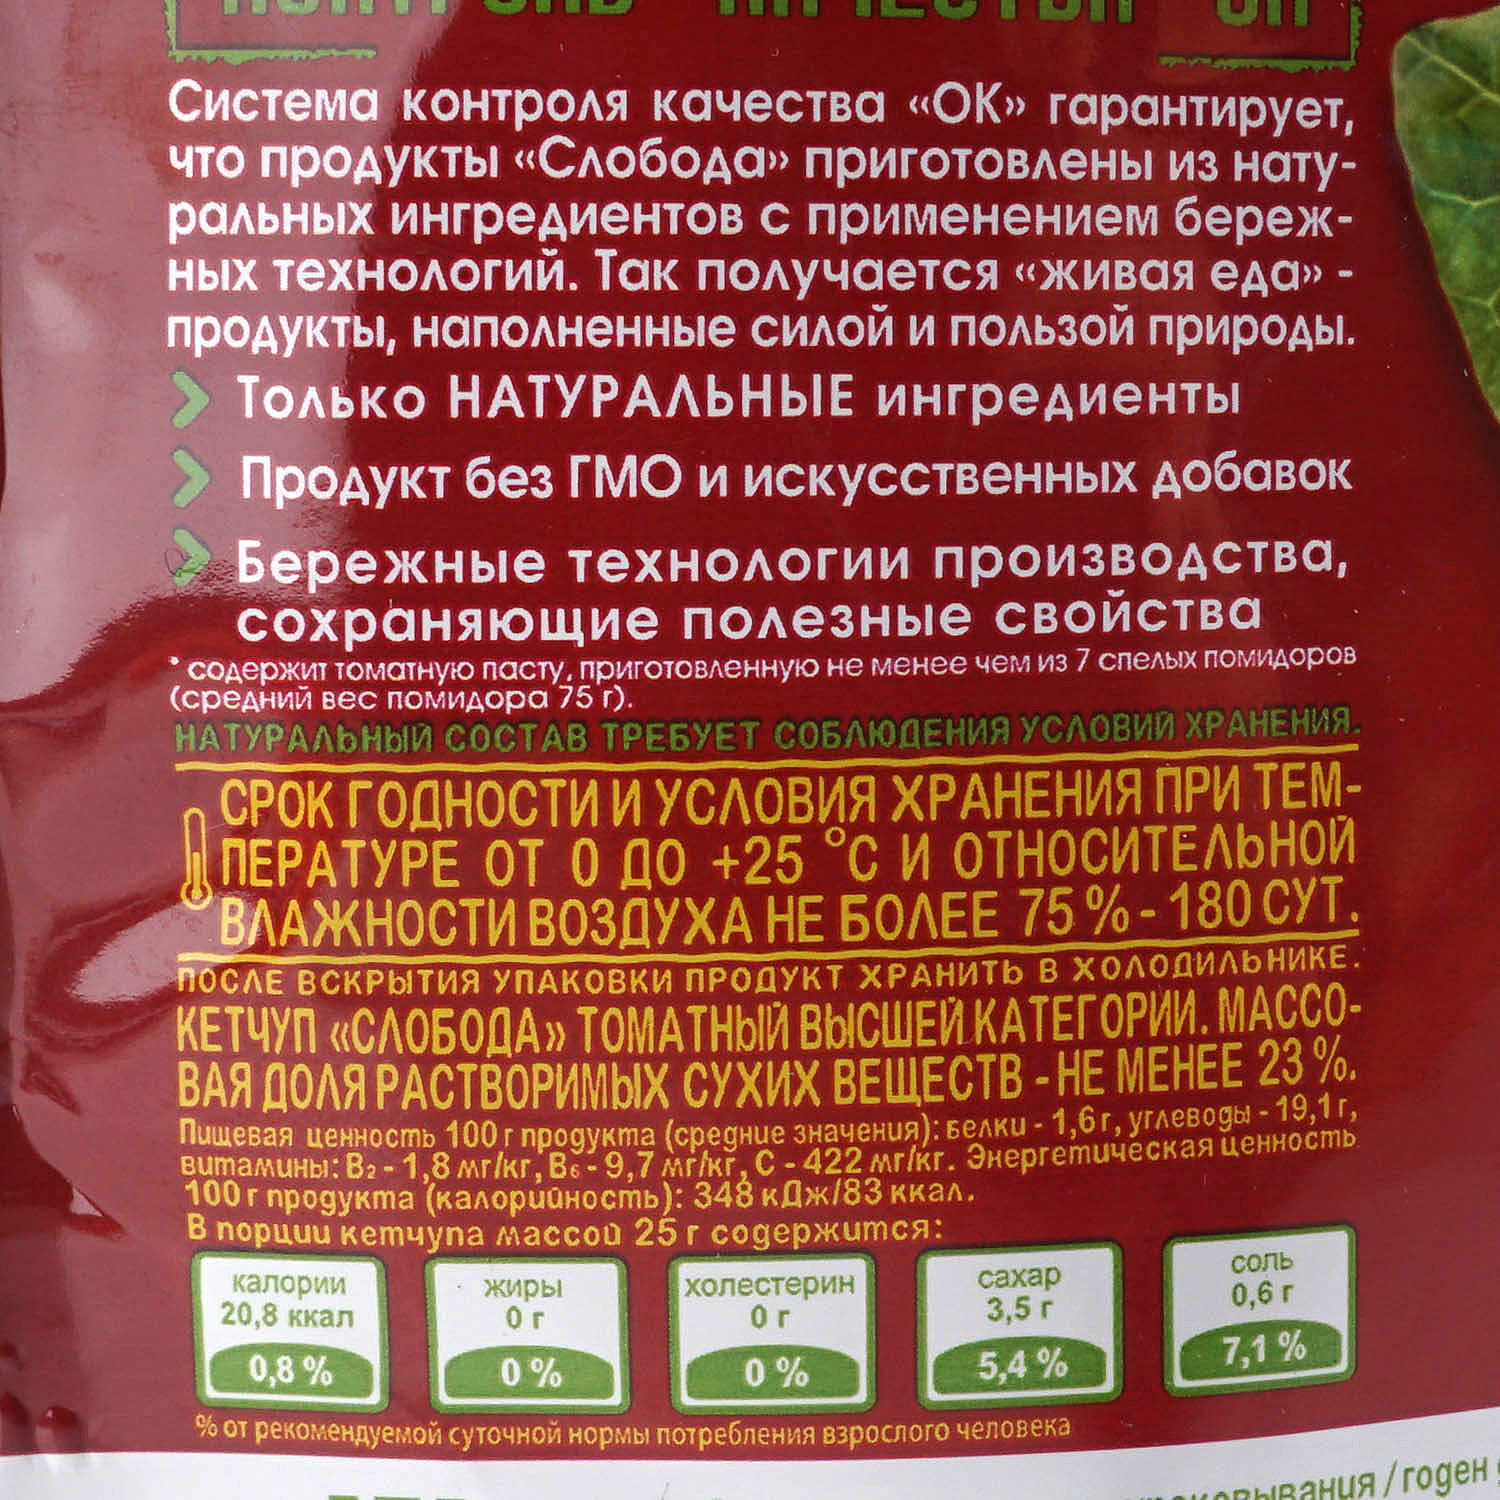 Система контроля качества «ОК» гарантирует,
что продукты «Слобода» приготовлены из нату-
ральных ингредиентов с применением береж-
ных технологий. Так получается «живая еда» -
продукты, наполненные силой и пользой природы.
Только НАТУРАЛЬНЫЕ ингредиенты
Продукт без ГМО и искусственных добавок
Бережные технологии производства,
сохраняющие полезные свойства
* содержит томатную пасту, приготовленную не менее чем из 7 спелых помидоров
(средний вес помидора 75 г).
НАТУРАЛЬНЫЙ СОСТАВ ТРЕБУЕТ СОБЛЮДЕНИЯ УСЛОВИЙ ХРАНЕНИЯ.
СРОК ГОДНОСТИ И УСЛОВИЯ ХРАНЕНИЯ ПРИ ТЕМ-
ПЕРАТУРЕ ОТ 0 ДО +25 °С И ОТНОСИТЕЛЬНОЙ
ВЛАЖНОСТИ ВОЗДУХА НЕ БОЛЕЕ 75 % - 180 СУТ.
ПОСЛЕ ВСКРЫТИЯ УПАКОВКИ ПРОДУКТ ХРАНИТЬ В ХОЛОДИЛЬНИКЕ.
КЕТЧУП «СЛОБОДА» ТОМАТНЫЙ ВЫСШЕЙ КАТЕГОРИИ. МАССО-
ВАЯ ДОЛЯ РАСТВОРИМЫХ СУХИХ ВЕЩЕСТВ - НЕ МЕНЕЕ 23 %.
Пищевая ценность 100 г продукта (средние значения): белки - 1,6 г, углеводы - 19,1 г,
витамины: В₂ - 1,8 мг/кг, В₆ - 9,7 мг/кг, С - 422 мг/кг. Энергетическая ценность
100 г продукта (калорийность): 348 кДж/83 ккал.
В порции кетчупа массой 25 г содержится:
калории жиры холестерин сахар соль
20,8 ккал 0 г 0 г 3,5 г 0,6 г
0,8 % 0 % 0 % 5,4 % 7,1 %
% от рекомендуемой суточной нормы потребления взрослого человека
/ годен